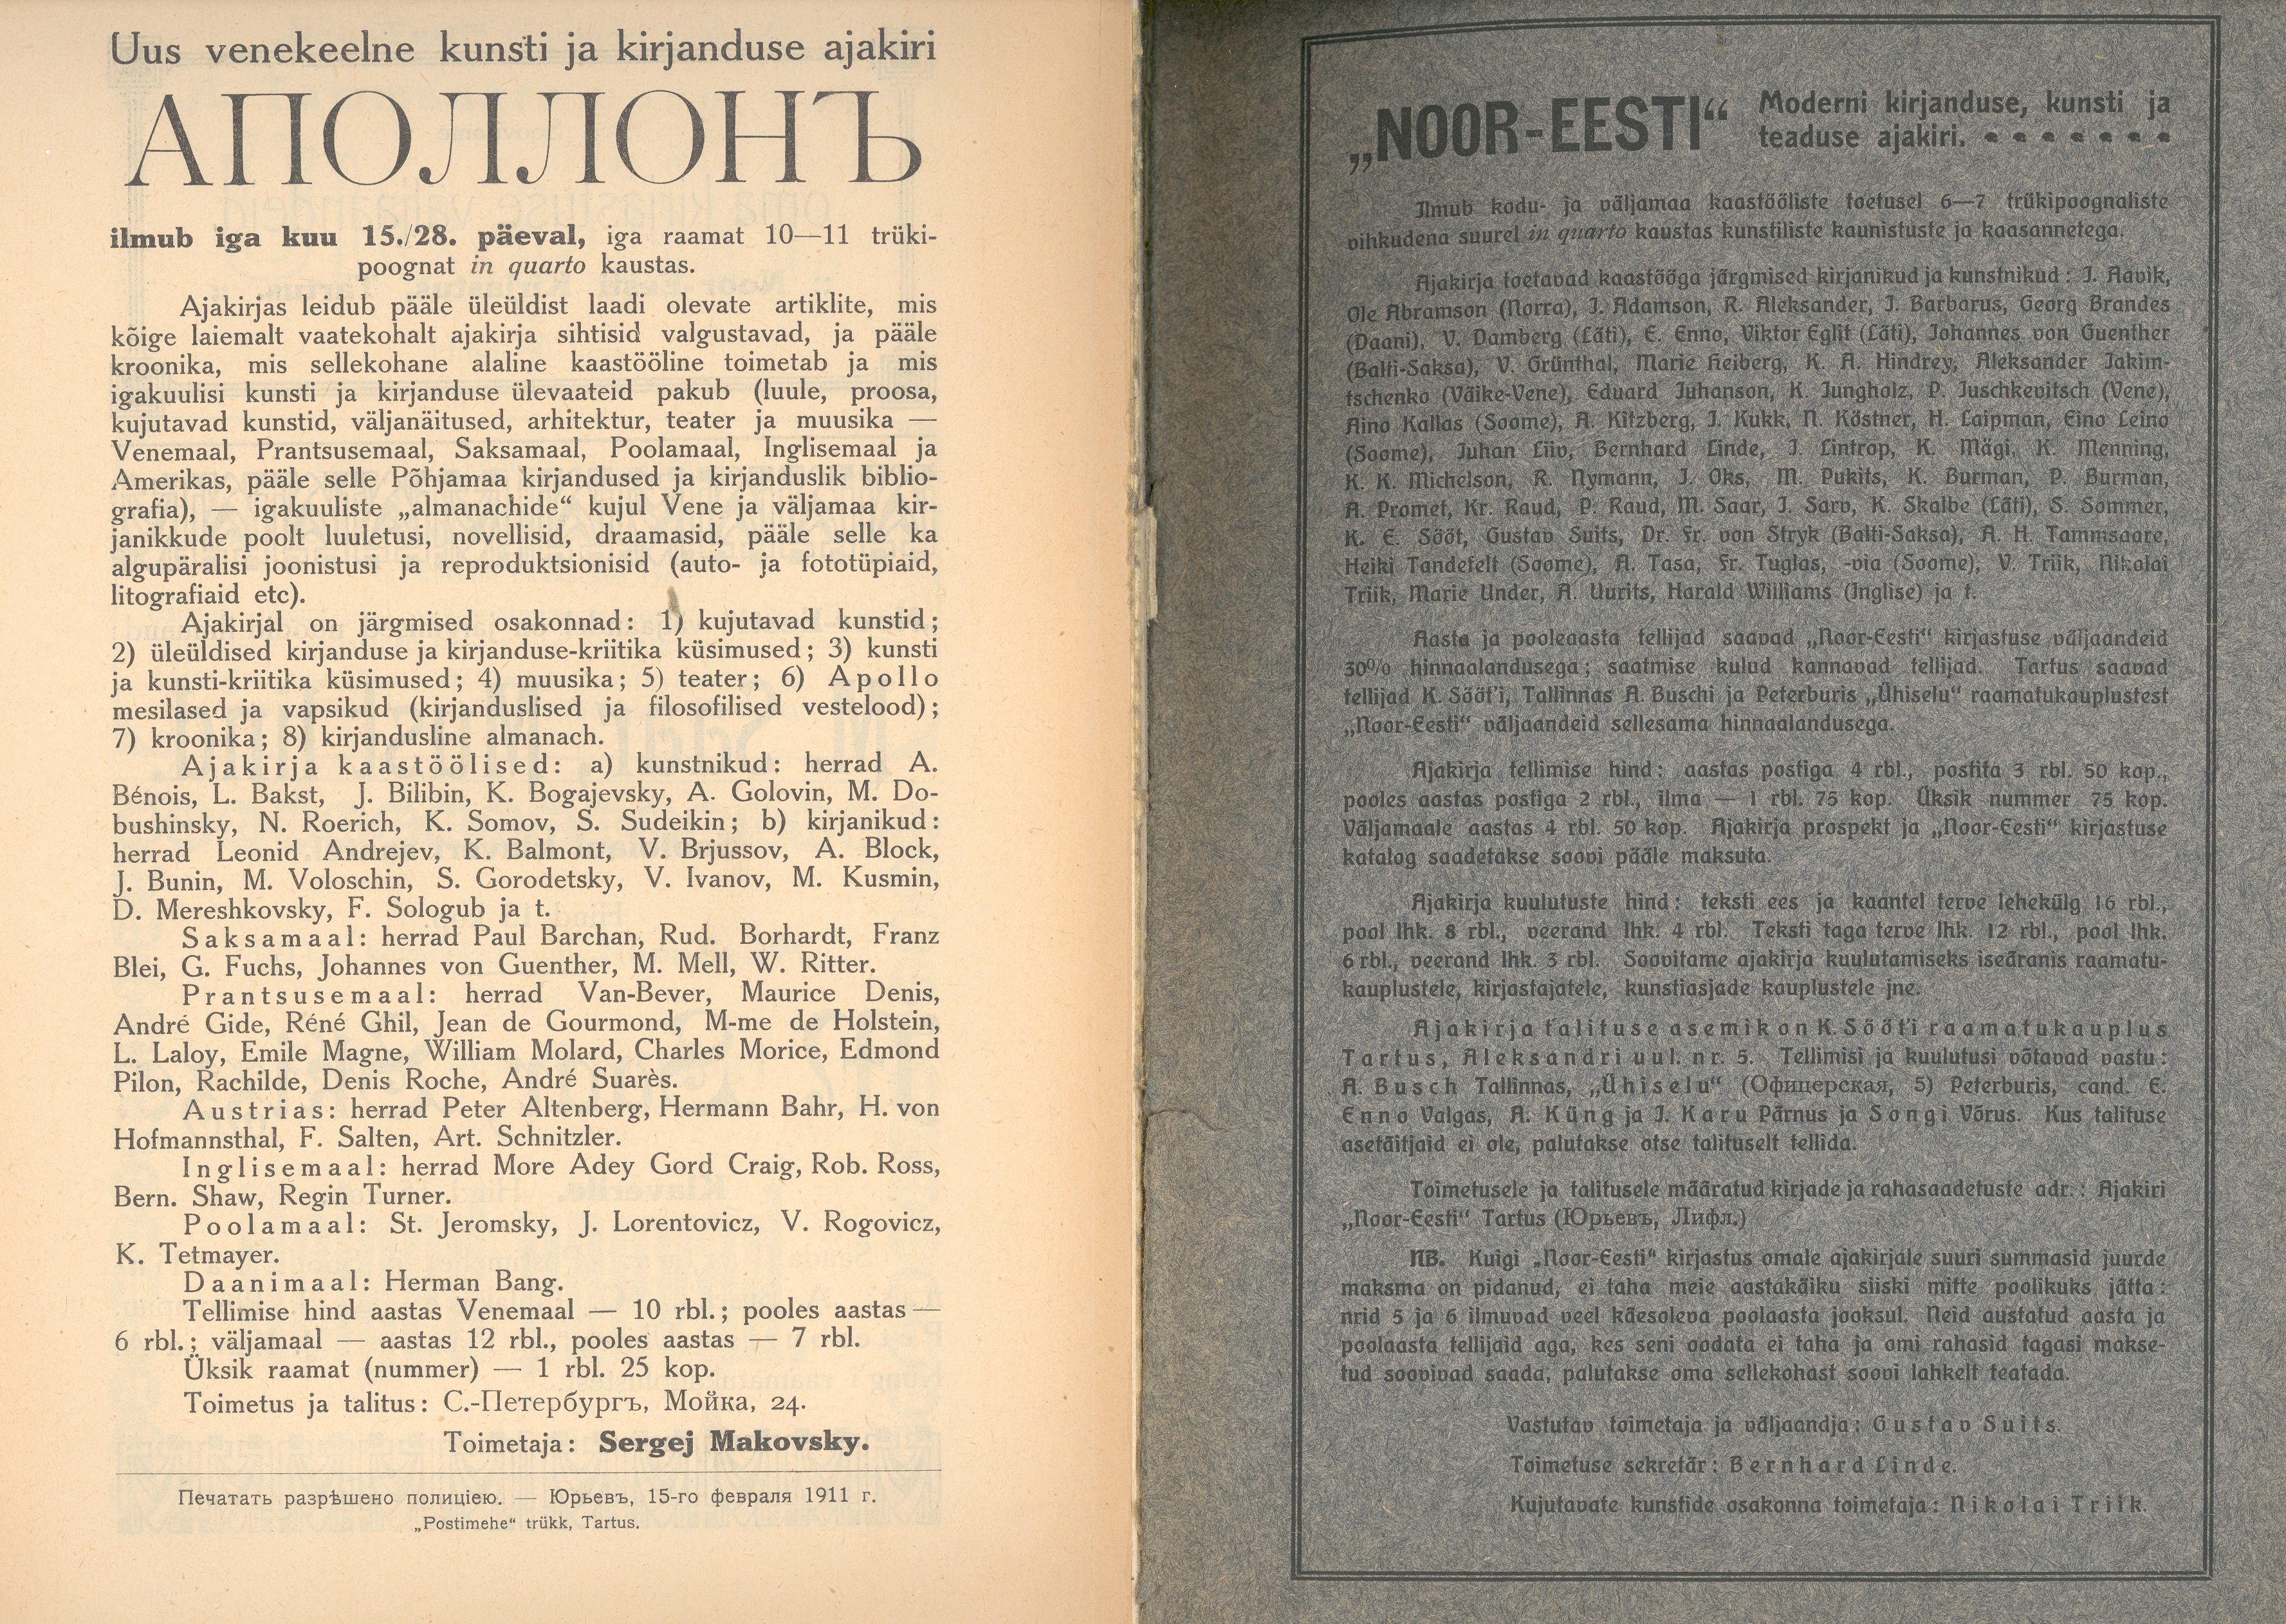 Uus venekeelne kunsti ja kirjanduse ajakiri
АПОЛЛОНЪ
ilmub iga kuu 15./28. päeval, iga raamat 10—11 trüki-
poognat in quarto kaustas.
Ajakirjas leidub pääle üleüldist laadi olevate artiklite, mis
kõige laiemalt vaatekohalt ajakirja sihtisid valgustavad, ja pääle
kroonika, mis sellekohane alaline kaastööline toimetab ja mis
igakuulisi kunsti ja kirjanduse ülevaateid pakub (luule, proosa,
kujutavad kunstid, väljanäitused, arhitektur, teater ja muusika —
Venemaal, Prantsusemaal, Saksamaal, Poolamaal, Inglisemaal ja
Amerikas, pääle selle Põhjamaa kirjandused ja kirjanduslik biblio-
grafia), — igakuuliste „almanachide“ kujul Vene ja väljamaa kir-
janikkude poolt luuletusi, novellisid, draamasid, pääle selle ka
algupäralisi joonistusi ja reproduktsionisid (auto- ja fototüpiaid,
litografiaid etc).
Ajakirjal on järgmised osakonnad: 1) kujutavad kunstid;
2) üleüldised kirjanduse ja kirjanduse-kriitika küsimused; 3) kunsti
ja kunsti-kriitika küsimused; 4) muusika; 5) teater; 6) Apollo
mesilased ja vapsikud (kirjanduslised ja filosofilised vestelood);
7) kroonika; 8) kirjandusline almanach.
Ajakirja kaastöölised: a) kunstnikud: herrad A.
Bénois, L. Bakst, J. Bilibin, K. Bogajevsky, A. Golovin, M. Do-
bushinsky, N. Roerich, K. Somov, S. Sudeikin; b) kirjanikud:
herrad Leonid Andrejev, K. Balmont, V. Brjussov, A. Block,
J. Bunin, M. Voloschin, S. Gorodetsky, V. Ivanov, M. Kusmin,
D. Mereshkovsky, F. Sologub ja t.
Saksamaal: herrad Paul Barchan, Rud. Borhardt, Franz
Blei, G. Fuchs, Johannes von Guenther, M. Mell, W. Ritter.
Prantsusemaal: herrad Van-Bever, Maurice Denis,
André Gide, Réné Ghil, Jean de Gourmond, M-me de Holstein,
L. Laloy, Emile Magne, William Molard, Charles Morice, Edmond
Pilon, Rachilde, Denis Roche, André Suarès.
Austrias: herrad Peter Altenberg, Hermann Bahr, H. von
Hofmannsthal, F. Salten, Art. Schnitzler.
Inglisemaal: herrad More Adey Gord Craig, Rob. Ross,
Bern. Shaw, Regin Turner.
Poolamaal: St. Jeromsky, J. Lorentovicz, V. Rogovicz,
K. Tetmayer.
Daanimaal: Herman Bang.
Tellimise hind aastas Venemaal — 10 rbl.; pooles aastas —
6 rbl.; väljamaal — aastas 12 rbl., pooles aastas — 7 rbl.
Üksik raamat (nummer) — 1 rbl. 25 kop.
Toimetus ja talitus: С.-Петербургъ, Мойка, 24.
Toimetaja: Sergej Makovsky.
Печатать разрѣшено полиціею. — Юрьевъ, 15-го февраля 1911 г.
„Postimehe“ trükk, Tartus.
„NOOR-EESTI“ Moderni kirjanduse, kunsti ja
teaduse ajakiri.
Ilmub kodu- ja väljamaa kaastööliste toetusel 6—7 trükipoognaliste
vihkudena suurel in quarto kaustas kunstiliste kaunistuste ja kaasannetega.
Ajakirja toetavad kaastööga järgmised kirjanikud ja kunstnikud: J. Aavik,
Ole Abramson (Norra), J. Adamson, R. Aleksander, J. Barbarus, Georg Brandes
(Daani), V. Damberg (Läti), E. Enno, Viktor Eglit (Läti), Johannes von Guenther
(Balti-Saksa), V. Grünthal, Marie Heiberg, K. A. Hindrey, Aleksander Jakim-
tschenko (Väike-Vene), Eduard Juhanson, K. Jungholz, P. Juschkevitsch (Vene),
Aino Kallas (Soome), A. Kitzberg, J. Kukk, N. Köstner, H. Laipman, Eino Leino
(Soome), Juhan Liiv, Bernhard Linde, J. Lintrop, K. Mägi, K. Menning,
K. K. Michelson, R. Nymann, J. Oks, M. Pukits, K. Burman, P. Burman,
A. Promet, Kr. Raud, P. Raud, M. Saar, J. Sarv, K. Skalbe (Läti), S. Sommer,
K. E. Sööt, Gustav Suits, Dr. Fr. von Stryk (Balti-Saksa), A. H. Tammsaare,
Heiki Tandefelt (Soome), A. Tasa, Fr. Tuglas, -via (Soome), V. Triik, Nikolai
Triik, Marie Under, A. Uurits, Harald Williams (Inglise) ja t.
Aasta ja pooleaasta tellijad saavad „Noor-Eesti“ kirjastuse väljaandeid
30% hinnaalandusega; saatmise kulud kannavad tellijad. Tartus saavad
tellijad K. Sööt'i, Tallinnas A. Buschi ja Peterburis „Ühiselu“ raamatukauplustest
„Noor-Eesti“ väljaandeid sellesama hinnaalandusega.
Ajakirja tellimise hind: aastas postiga 4 rbl., postita 3 rbl. 50 kop.,
pooles aastas postiga 2 rbl., ilma — 1 rbl. 75 kop. Üksik nummer 75 kop.
Väljamaale aastas 4 rbl. 50 kop. Ajakirja prospekt ja „Noor-Eesti“ kirjastuse
katalog saadetakse soovi pääle maksuta.
Ajakirja kuulutuste hind: teksti ees ja kaantel terve lehekülg 16 rbl.,
pool lhk. 8 rbl., veerand lhk. 4 rbl. Teksti taga terve lhk. 12 rbl., pool lhk.
6 rbl., veerand lhk. 3 rbl. Soovitame ajakirja kuulutamiseks iseäranis raamatu-
kauplustele, kirjastajatele, kunstiasjade kauplustele jne.
Ajakirja talituse asemik on K. Sööt'i raamatukauplus
Tartus, Aleksandri uul. nr. 5. Tellimisi ja kuulutusi võtavad vastu:
A. Busch Tallinnas, „Ühiselu“ (Офицерская, 5) Peterburis, cand. E.
Enno Valgas, A. Küng ja J. Karu Pärnus ja Songi Võrus. Kus talituse
asetäitjaid ei ole, palutakse otse talituselt tellida.
Toimetusele ja talitusele määratud kirjade ja rahasaadetuste adr.: Ajakiri
„Noor-Eesti“ Tartus (Юрьевъ, Лифл.)
NB. Kuigi „Noor-Eesti“ kirjastus omale ajakirjale suuri summasid juurde
maksma on pidanud, ei taha meie aastakäiku siiski mitte poolikuks jätta:
nrid 5 ja 6 ilmuvad veel käesoleva poolaasta jooksul. Neid austatud aasta ja
poolaasta tellijaid aga, kes seni oodata ei taha ja omi rahasid tagasi makse-
tud soovivad saada, palutakse oma sellekohast soovi lahkelt teatada.
Vastutav toimetaja ja väljaandja: Gustav Suits.
Toimetuse sekretär: Bernhard Linde.
Kujutavate kunstide osakonna toimetaja: Nikolai Triik.